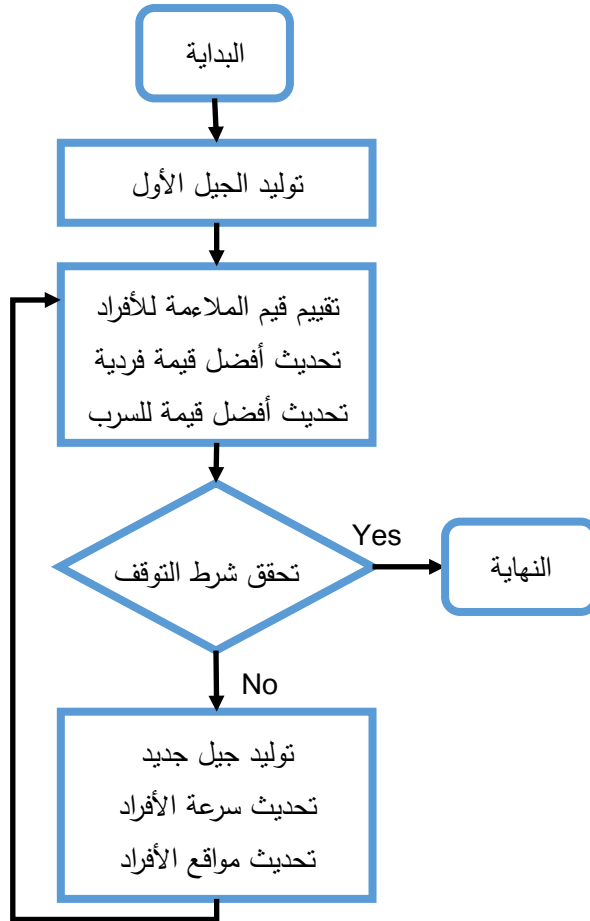 البداية
توليد الجيل الأول
تقييم قيم الملاءمة للأفراد
تحديث أفضل قيمة فردية
تحديث أفضل قيمة للسرب
تحقق شرط التوقف
Yes
النهاية
No
توليد جيل جديد
تحديث سرعة الأفراد
تحديث مواقع الأفراد